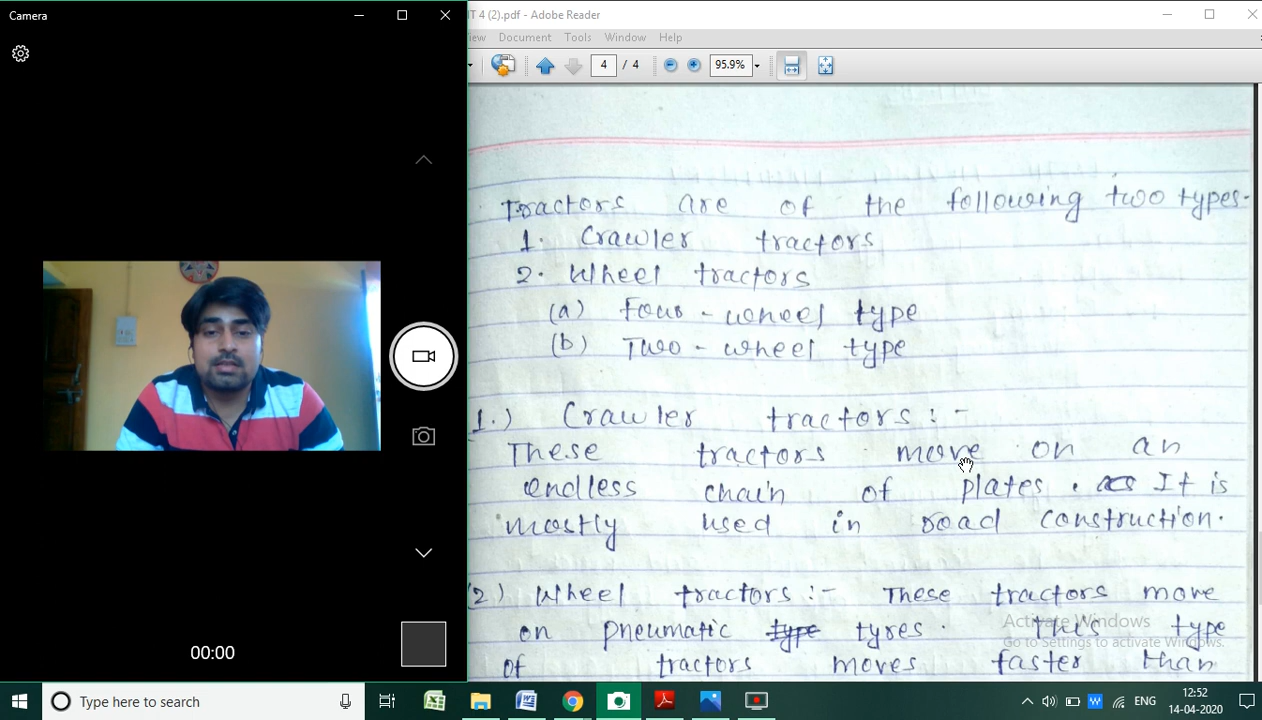 Camera
IT 4 (2).pdf - Adobe Reader
iew Document Tools Window Help
4 / 4 95.9%
Tractors are of the following two types-
1. Crawler tractors
2. Wheel tractors
(a) Four-wheel type
(b) Two-wheel type
1.) Crawler tractors :-
These tractors move on an
endless chain of plates. as It is
mostly used in road construction.
(2) Wheel tractors :- These tractors move
on pneumatic type tyres. This type
of tractors moves faster than
Activate Windows
Go to Settings to activate Windows.
00:00
Type here to search
W
ENG
12:52
14-04-2020